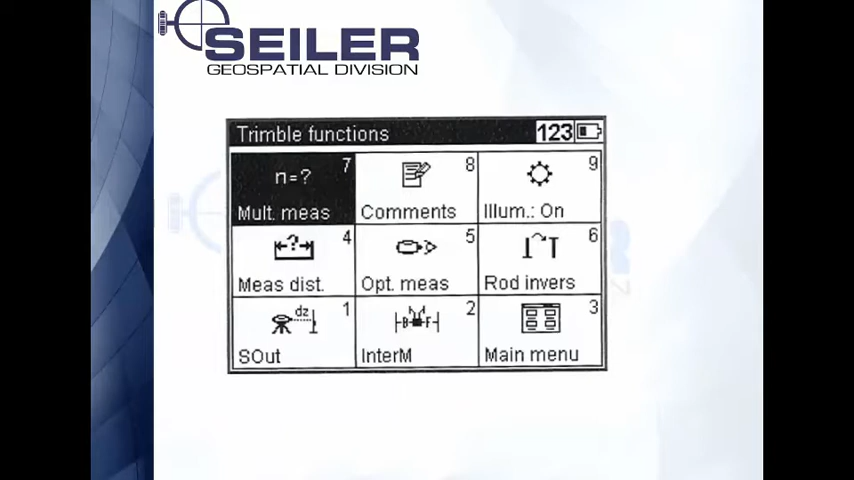 SEILER
GEOSPATIAL DIVISION
Trimble functions 123
n=? 7
Mult. meas
8
Comments
9
Illum.: On
? 4
Meas dist.
5
Opt. meas
6
Rod invers
dz 1
SOut
B F 2
InterM
3
Main menu